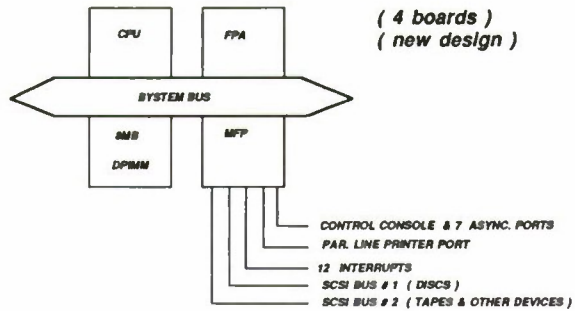 CPU
FPA
( 4 boards )
( new design )
SYSTEM BUS
SMB
DPIMM
MFP
CONTROL CONSOLE & 7 ASYNC. PORTS
PAR. LINE PRINTER PORT
12 INTERRUPTS
SCSI BUS # 1 ( DISCS )
SCSI BUS # 2 ( TAPES & OTHER DEVICES )